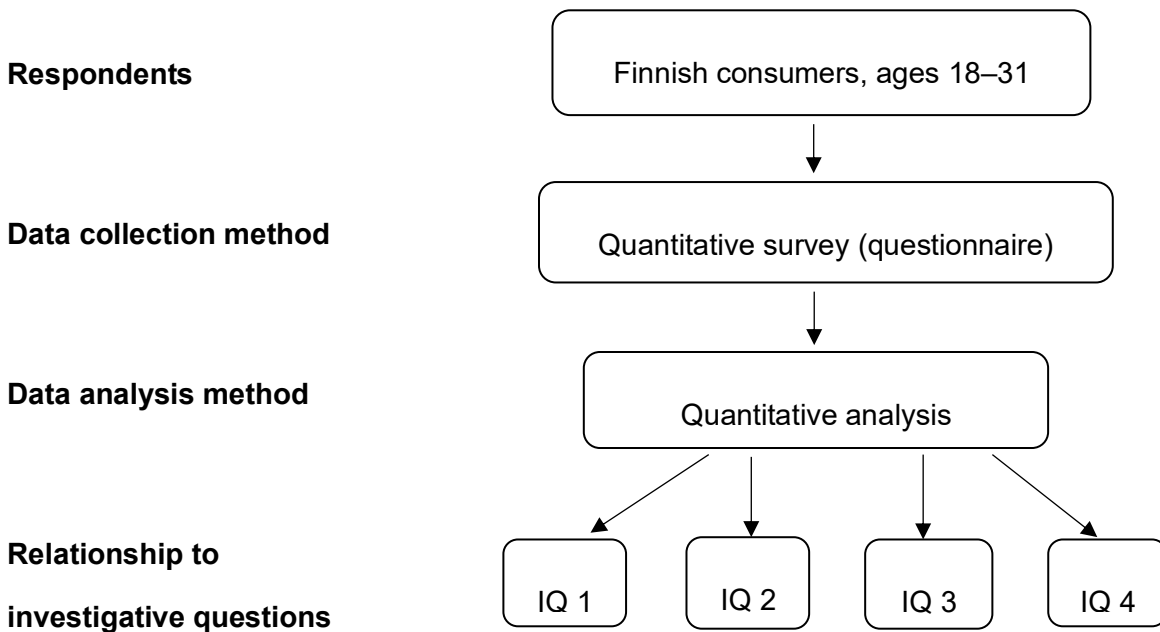 Respondents
Finnish consumers, ages 18–31
Data collection method
Quantitative survey (questionnaire)
Data analysis method
Quantitative analysis
Relationship to
investigative questions
IQ 1
IQ 2
IQ 3
IQ 4